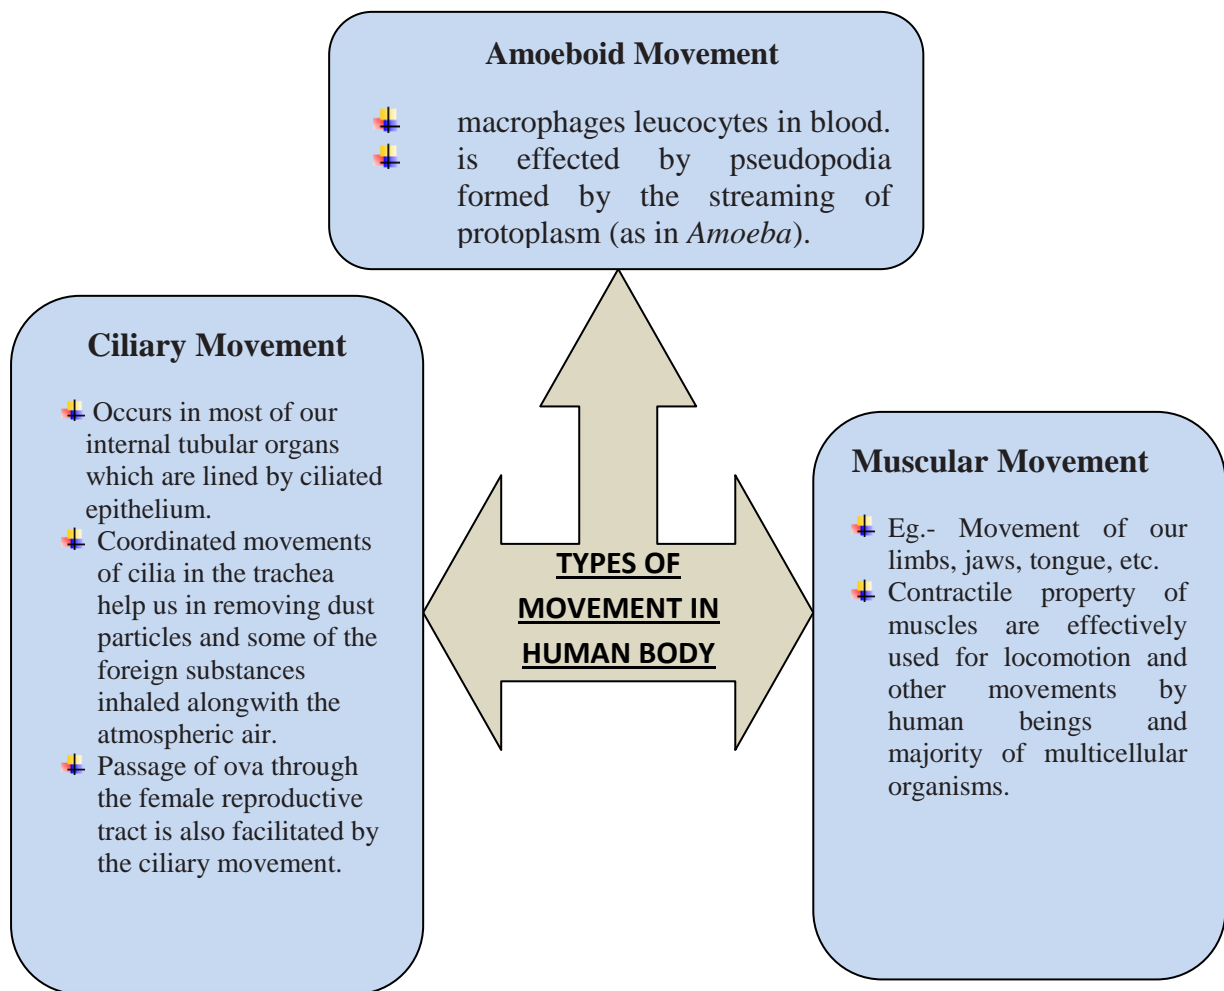 Amoeboid Movement
macrophages leucocytes in blood.
is effected by pseudopodia
formed by the streaming of
protoplasm (as in Amoeba).
Ciliary Movement
Occurs in most of our
internal tubular organs
which are lined by ciliated
epithelium.
Coordinated movements
of cilia in the trachea
help us in removing dust
particles and some of the
foreign substances
inhaled alongwith the
atmospheric air.
Passage of ova through
the female reproductive
tract is also facilitated by
the ciliary movement.
TYPES OF
MOVEMENT IN
HUMAN BODY
Muscular Movement
Eg.- Movement of our
limbs, jaws, tongue, etc.
Contractile property of
muscles are effectively
used for locomotion and
other movements by
human beings and
majority of multicellular
organisms.